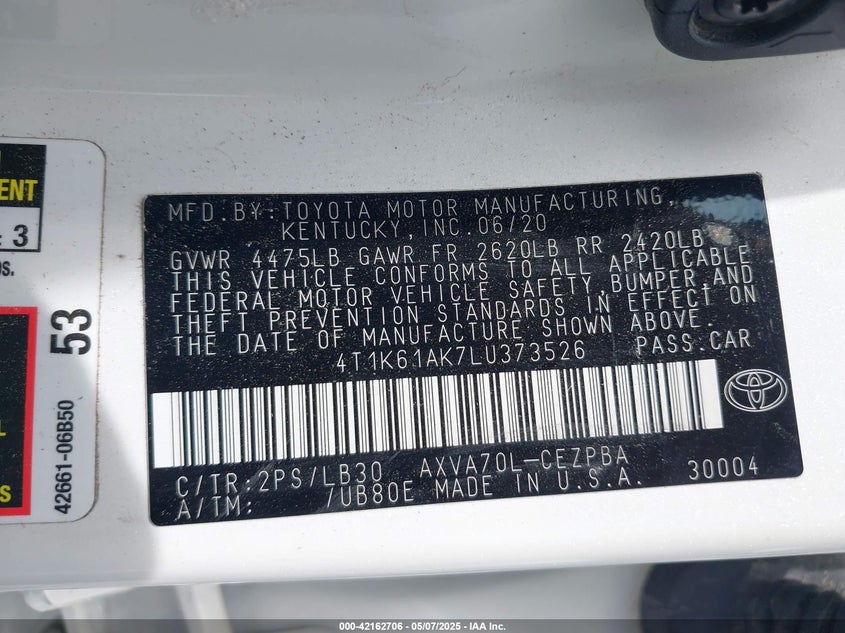 ENT
: 3
OS.
53
42661-06B50
L
S
MFD. BY: TOYOTA MOTOR MANUFACTURING,
KENTUCKY, INC. 06/20
GVWR 4475LB GAWR FR 2620LB RR 2420LB
THIS VEHICLE CONFORMS TO ALL APPLICABLE
FEDERAL MOTOR VEHICLE SAFETY, BUMPER, AND
THEFT PREVENTION STANDARDS IN EFFECT ON
THE DATE OF MANUFACTURE SHOWN ABOVE.
4T1K61AK7LU373526 PASS. CAR
C/TR: 2PS/LB30 AXVA70L-CEZPBA
A/TM: /UB80E MADE IN U.S.A. 30004
000-42162706 - 05/07/2025 - IAA Inc.